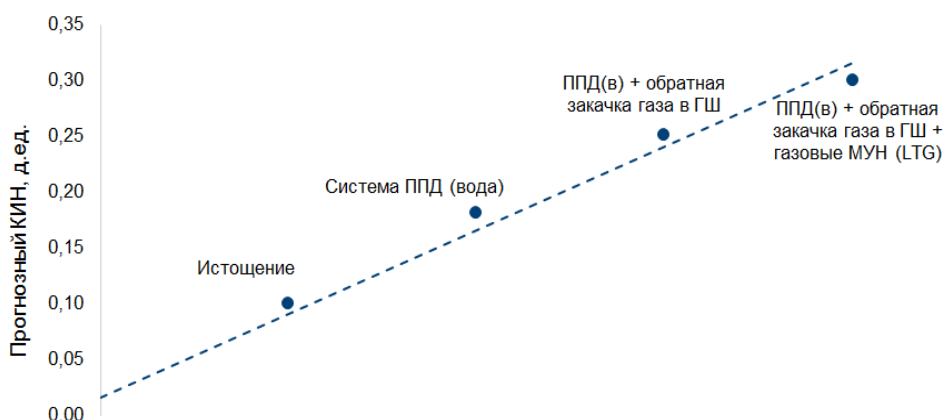 0,35
0,30
0,25
0,20
0,15
0,10
0,05
0,00
Прогнозный КИН, д.ед.
Истощение
Система ППД (вода)
ППД(в) + обратная
закачка газа в ГШ
ППД(в) + обратная
закачка газа в ГШ +
газовые МУН (LTG)